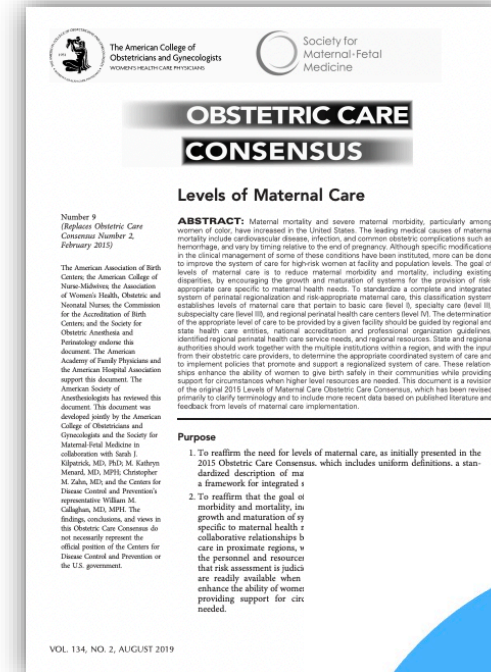 The American College of
Obstetricians and Gynecologists
WOMEN'S HEALTH CARE PHYSICIANS
Society for
Maternal·Fetal
Medicine
OBSTETRIC CARE
CONSENSUS
Levels of Maternal Care
Number 9
(Replaces Obstetric Care
Consensus Number 2,
February 2015)
The American Association of Birth
Centers; the American College of
Nurse-Midwives; the Association
of Women's Health, Obstetric and
Neonatal Nurses; the Commission
for the Accreditation of Birth
Centers; and the Society for
Obstetric Anesthesia and
Perinatology endorse this
document. The American
Academy of Family Physicians and
the American Hospital Association
support this document. The
American Society of
Anesthesiologists has reviewed this
document. This document was
developed jointly by the American
College of Obstetricians and
Gynecologists and the Society for
Maternal-Fetal Medicine in
collaboration with Sarah J.
Kilpatrick, MD, PhD; M. Kathryn
Menard, MD, MPH; Christopher
M. Zahn, MD; and the Centers for
Disease Control and Prevention's
representative William M.
Callaghan, MD, MPH. The
findings, conclusions, and views in
this Obstetric Care Consensus do
not necessarily represent the
official position of the Centers for
Disease Control and Prevention or
the U.S. government.
ABSTRACT: Maternal mortality and severe maternal morbidity, particularly among
women of color, have increased in the United States. The leading medical causes of maternal
mortality include cardiovascular disease, infection, and common obstetric complications such as
hemorrhage, and vary by timing relative to the end of pregnancy. Although specific modifications
in the clinical management of some of these conditions have been instituted, more can be done
to improve the system of care for high-risk women at facility and population levels. The goal of
levels of maternal care is to reduce maternal morbidity and mortality, including existing
disparities, by encouraging the growth and maturation of systems for the provision of risk-
appropriate care specific to maternal health needs. To standardize a complete and integrated
system of perinatal regionalization and risk-appropriate maternal care, this classification system
establishes levels of maternal care that pertain to basic care (level I), specialty care (level II),
subspecialty care (level III), and regional perinatal health care centers (level IV). The determination
of the appropriate level of care to be provided by a given facility should be guided by regional and
state health care entities, national accreditation and professional organization guidelines,
identified regional perinatal health care service needs, and regional resources. State and regional
authorities should work together with the multiple institutions within a region, and with the input
from their obstetric care providers, to determine the appropriate coordinated system of care and
to implement policies that promote and support a regionalized system of care. These relation-
ships enhance the ability of women to give birth safely in their communities while providing
support for circumstances when higher level resources are needed. This document is a revision
of the original 2015 Levels of Maternal Care Obstetric Care Consensus, which has been revised
primarily to clarify terminology and to include more recent data based on published literature and
feedback from levels of maternal care implementation.
Purpose
1. To reaffirm the need for levels of maternal care, as initially presented in the
2015 Obstetric Care Consensus, which includes uniform definitions, a stan-
dardized description of ma
a framework for integrated s
2. To reaffirm that the goal of
morbidity and mortality, inc
growth and maturation of sy
specific to maternal health
collaborative relationships b
care in proximate regions, w
the personnel and resources
that risk assessment is judici
are readily available when
enhance the ability of women
providing support for circ
needed.
VOL. 134, NO. 2, AUGUST 2019